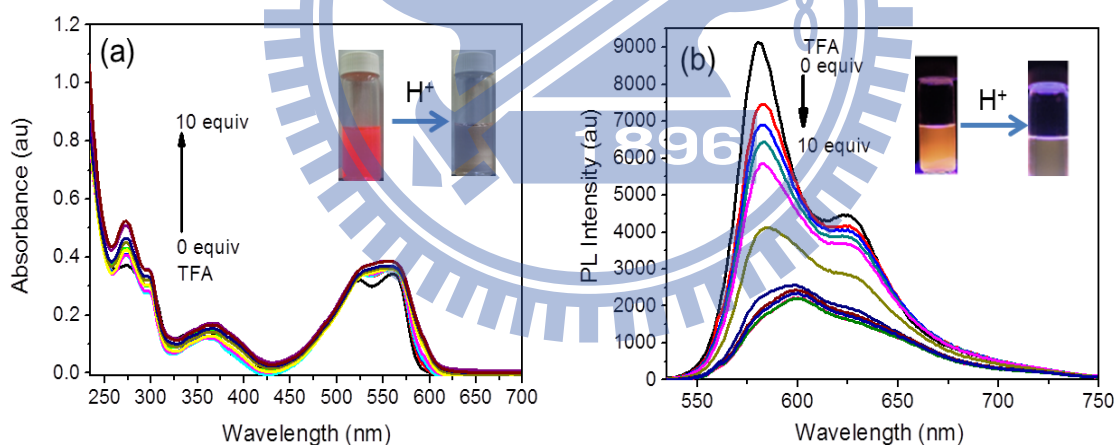 (a)
H+
10 equiv
0 equiv
TFA
Absorbance (au)
1.2
1.0
0.8
0.6
0.4
0.2
0.0
250 300 350 400 450 500 550 600 650 700
Wavelength (nm)
(b)
TFA
0 equiv
10 equiv
H+
1896
PL Intensity (au)
9000
8000
7000
6000
5000
4000
3000
2000
1000
0
550 600 650 700 750
Wavelength (nm)